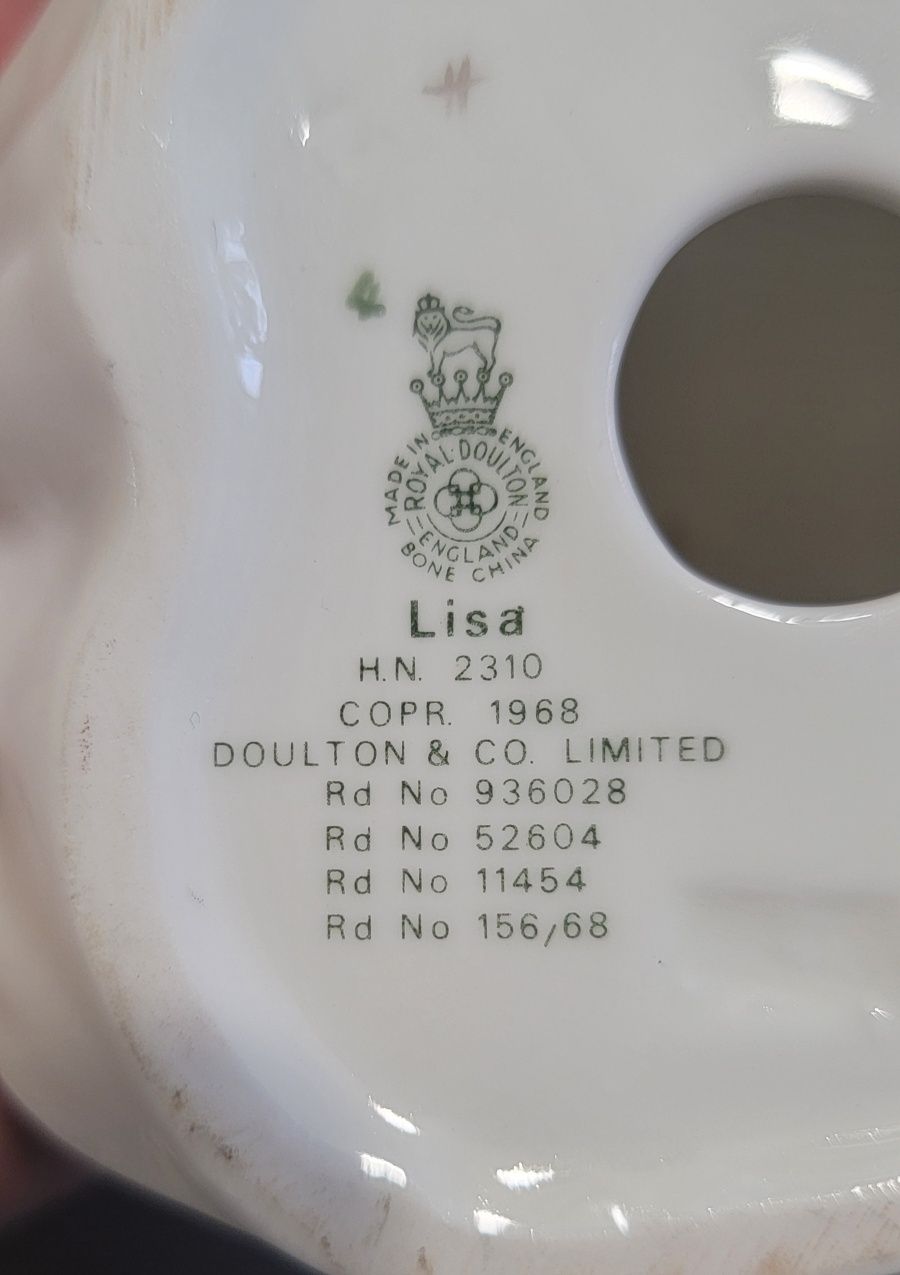 4
MADE IN ENGLAND
ROYAL·DOULTON
ENGLAND
BONE CHINA
Lisa
H.N. 2310
COPR. 1968
DOULTON & CO. LIMITED
Rd No 936028
Rd No 52604
Rd No 11454
Rd No 156/68